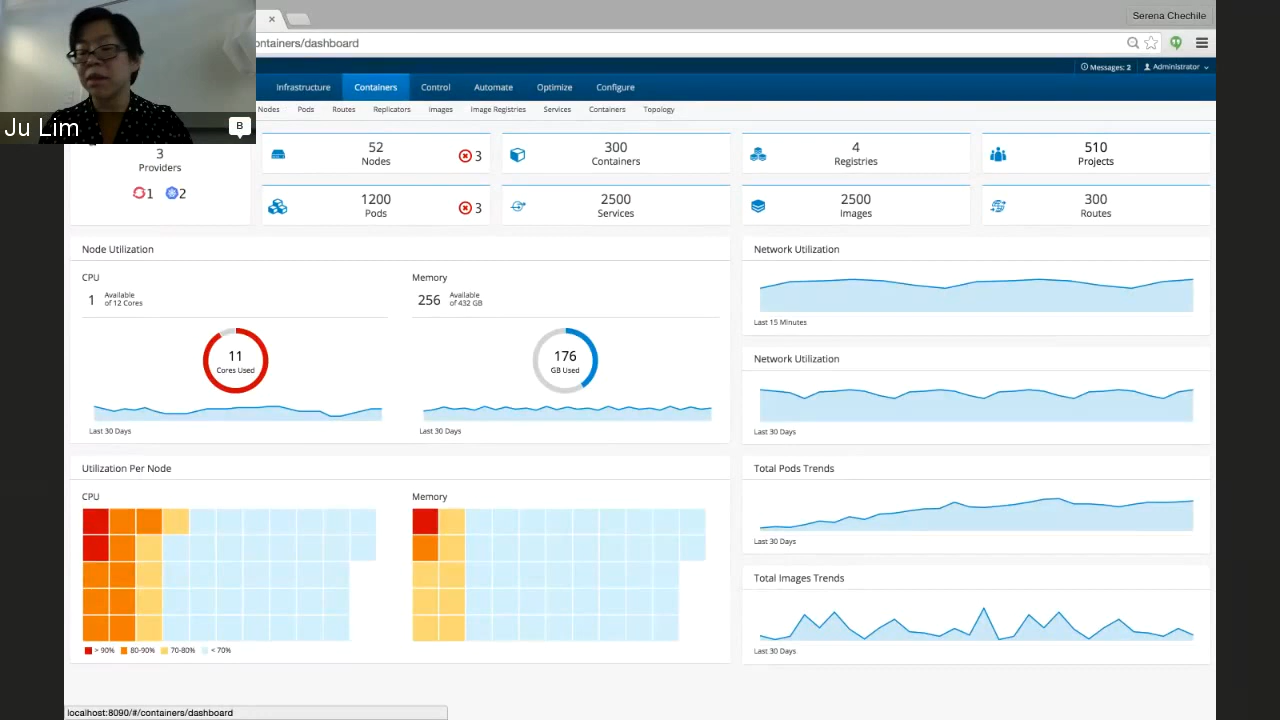 Serena Chechile
ontainers/dashboard
Messages: 2
Administrator
Infrastructure
Containers
Control
Automate
Optimize
Configure
Nodes
Pods
Routes
Replicators
Images
Image Registries
Services
Containers
Topology
Ju Lim
B
3
Providers
1
2
52
Nodes
3
300
Containers
4
Registries
510
Projects
1200
Pods
3
2500
Services
2500
Images
300
Routes
Node Utilization
CPU
1 Available
of 12 Cores
11
Cores Used
Last 30 Days
Memory
256 Available
of 432 GB
176
GB Used
Last 30 Days
Network Utilization
Last 15 Minutes
Network Utilization
Last 30 Days
Utilization Per Node
CPU
Memory
> 90% 80-90% 70-80% < 70%
Total Pods Trends
Last 30 Days
Total Images Trends
Last 30 Days
localhost:8090/#/containers/dashboard